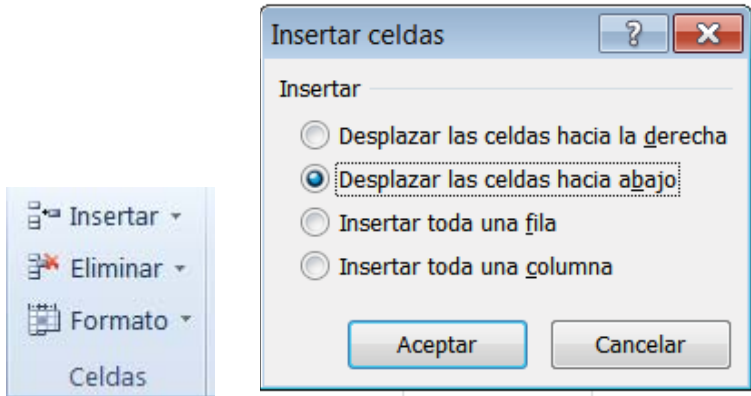 Insertar
Eliminar
Formato
Celdas
Insertar celdas
?
Insertar
Desplazar las celdas hacia la derecha
Desplazar las celdas hacia abajo
Insertar toda una fila
Insertar toda una columna
Aceptar
Cancelar